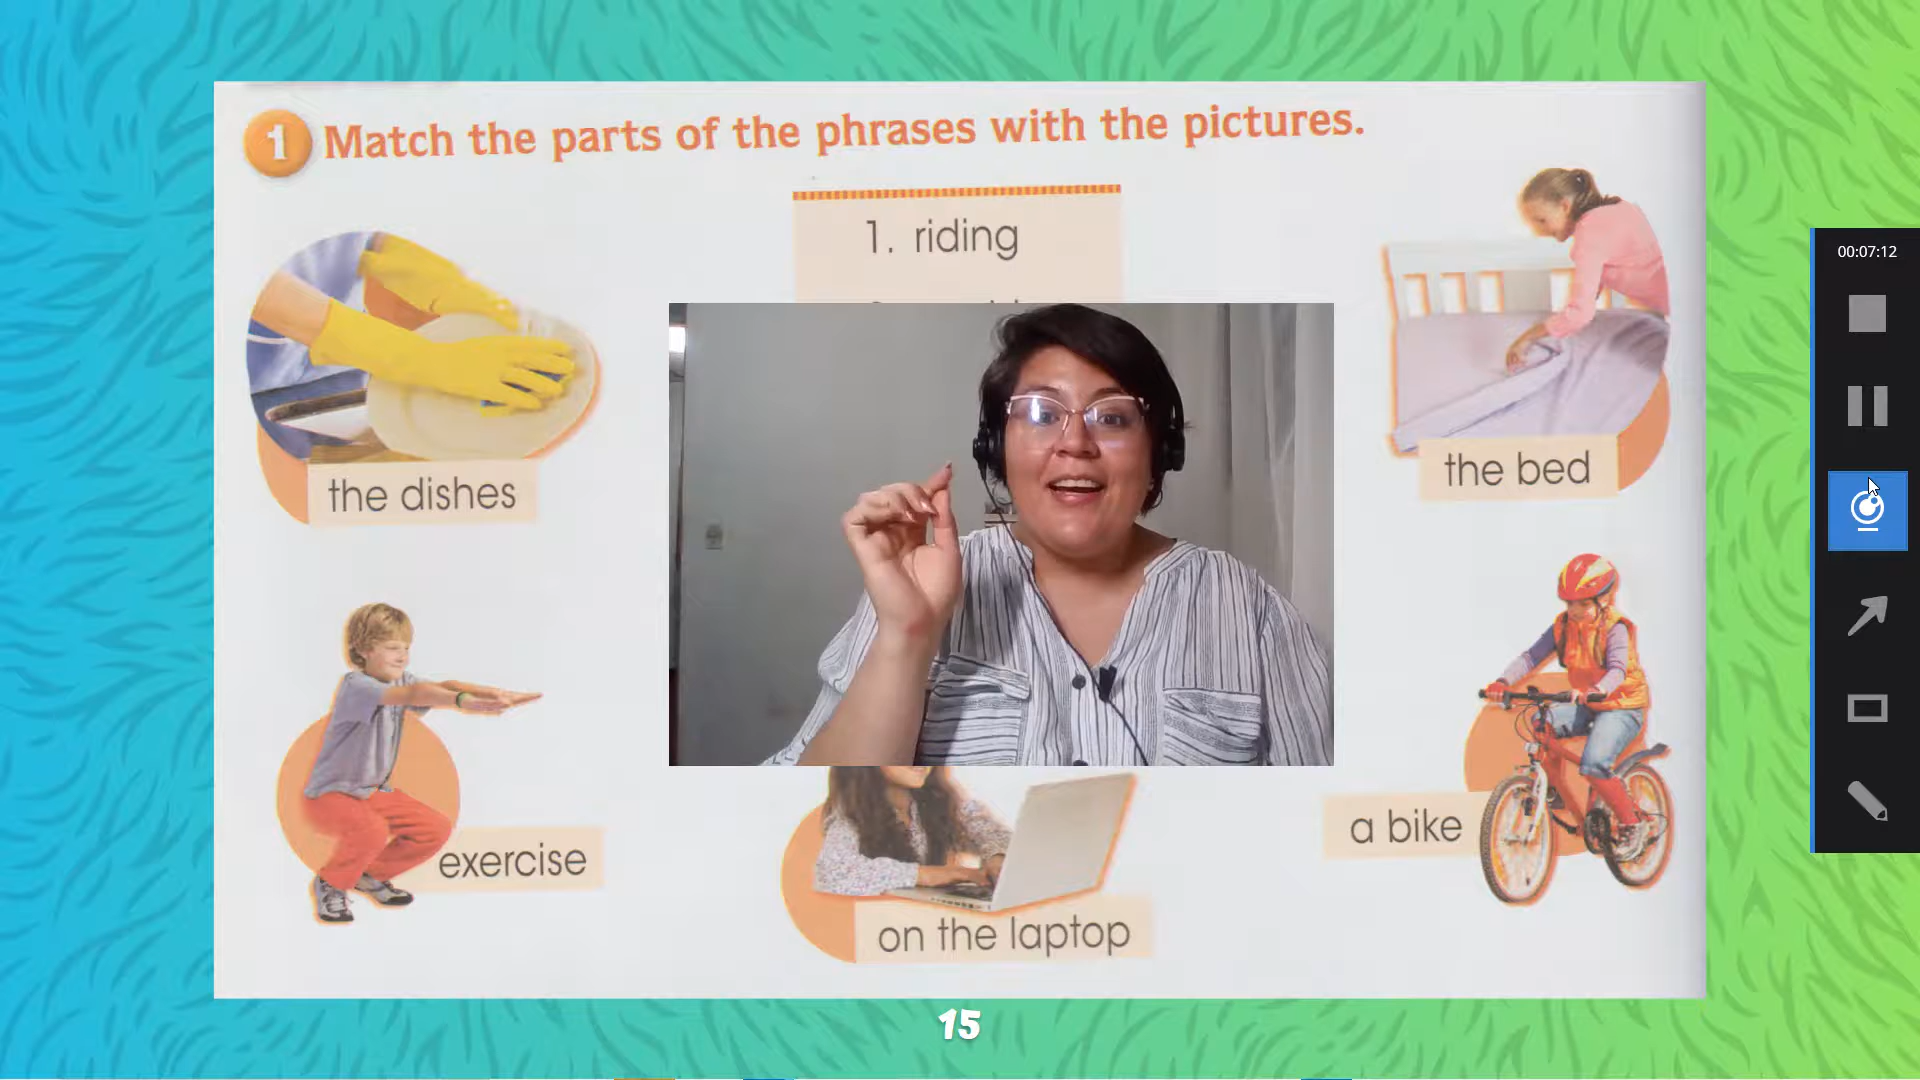 1 Match the parts of the phrases with the pictures.
1. riding
the dishes
the bed
exercise
a bike
on the laptop
15
00:07:12